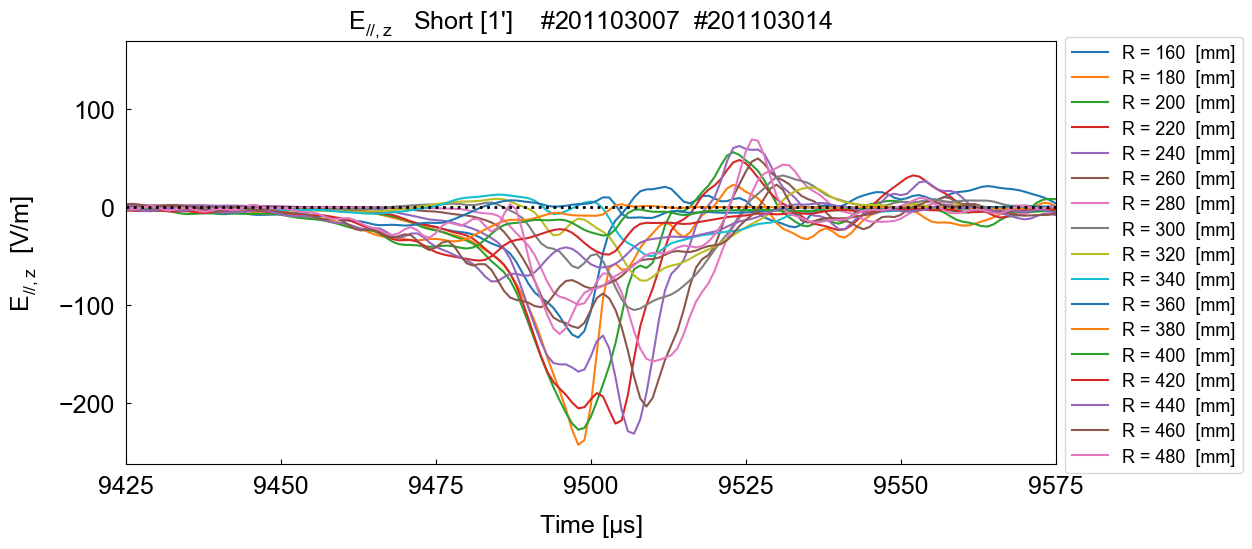 E//, z Short [1'] #201103007 #201103014
E//, z [V/m]
100
0
−100
−200
9425 9450 9475 9500 9525 9550 9575
Time [μs]
R = 160 [mm]
R = 180 [mm]
R = 200 [mm]
R = 220 [mm]
R = 240 [mm]
R = 260 [mm]
R = 280 [mm]
R = 300 [mm]
R = 320 [mm]
R = 340 [mm]
R = 360 [mm]
R = 380 [mm]
R = 400 [mm]
R = 420 [mm]
R = 440 [mm]
R = 460 [mm]
R = 480 [mm]